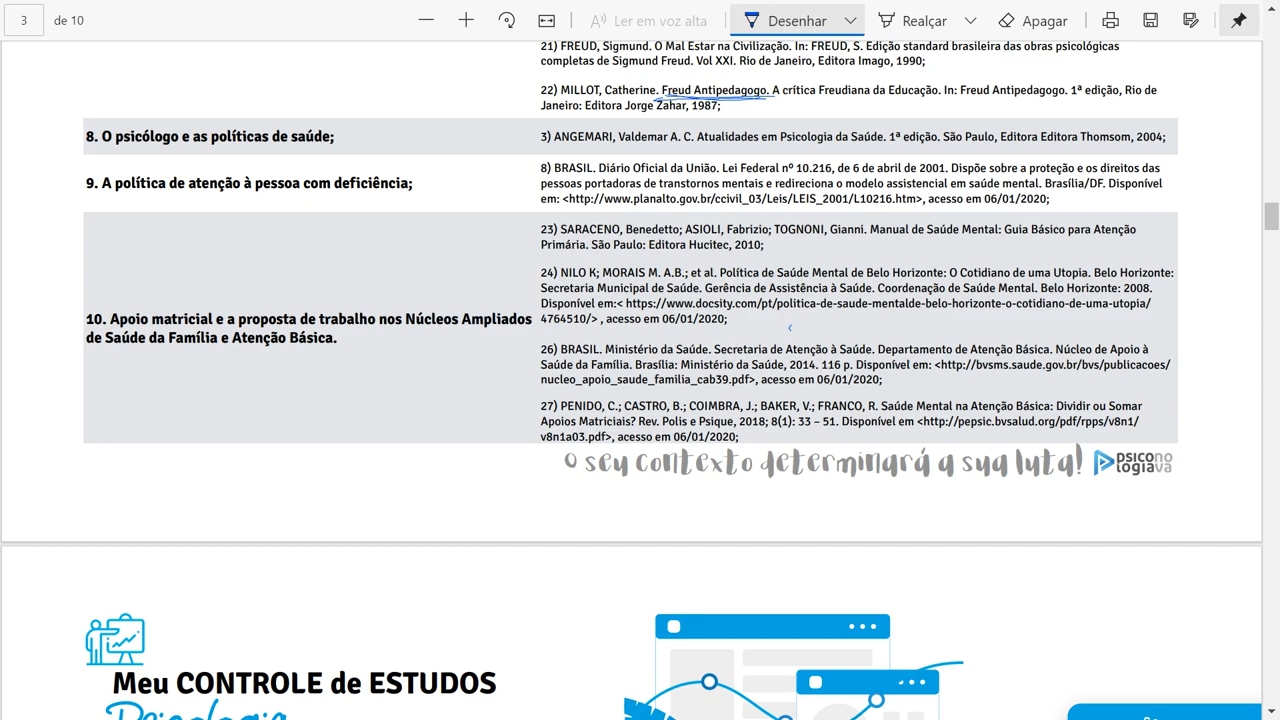 3 de 10 Ler em voz alta Desenhar Realçar Apagar
21) FREUD, Sigmund. O Mal Estar na Civilização. In: FREUD, S. Edição standard brasileira das obras psicológicas
completas de Sigmund Freud. Vol XXI. Rio de Janeiro, Editora Imago, 1990;
22) MILLOT, Catherine. Freud Antipedagogo. A crítica Freudiana da Educação. In: Freud Antipedagogo. 1ª edição, Rio de
Janeiro: Editora Jorge Zahar, 1987;
8. O psicólogo e as políticas de saúde;
3) ANGEMARI, Valdemar A. C. Atualidades em Psicologia da Saúde. 1ª edição. São Paulo, Editora Editora Thomsom, 2004;
9. A política de atenção à pessoa com deficiência;
8) BRASIL. Diário Oficial da União. Lei Federal nº 10.216, de 6 de abril de 2001. Dispõe sobre a proteção e os direitos das
pessoas portadoras de transtornos mentais e redireciona o modelo assistencial em saúde mental. Brasília/DF. Disponível
em: <http://www.planalto.gov.br/ccivil_03/Leis/LEIS_2001/L10216.htm>, acesso em 06/01/2020;
10. Apoio matricial e a proposta de trabalho nos Núcleos Ampliados
de Saúde da Família e Atenção Básica.
23) SARACENO, Benedetto; ASIOLI, Fabrizio; TOGNONI, Gianni. Manual de Saúde Mental: Guia Básico para Atenção
Primária. São Paulo: Editora Hucitec, 2010;
24) NILO K; MORAIS M. A.B.; et al. Política de Saúde Mental de Belo Horizonte: O Cotidiano de uma Utopia. Belo Horizonte:
Secretaria Municipal de Saúde. Gerência de Assistência à Saúde. Coordenação de Saúde Mental. Belo Horizonte: 2008.
Disponível em:< https://www.docsity.com/pt/politica-de-saude-mentalde-belo-horizonte-o-cotidiano-de-uma-utopia/
4764510/> , acesso em 06/01/2020;
26) BRASIL. Ministério da Saúde. Secretaria de Atenção à Saúde. Departamento de Atenção Básica. Núcleo de Apoio à
Saúde da Família. Brasília: Ministério da Saúde, 2014. 116 p. Disponível em: <http://bvsms.saude.gov.br/bvs/publicacoes/
nucleo_apoio_saude_familia_cab39.pdf>, acesso em 06/01/2020;
27) PENIDO, C.; CASTRO, B.; COIMBRA, J.; BAKER, V.; FRANCO, R. Saúde Mental na Atenção Básica: Dividir ou Somar
Apoios Matriciais? Rev. Polis e Psique, 2018; 8(1): 33 – 51. Disponível em <http://pepsic.bvsalud.org/pdf/rpps/v8n1/
v8n1a03.pdf>, acesso em 06/01/2020;
o seu contexto determinará a sua luta!
psicono
logiava
Meu CONTROLE de ESTUDOS
Psicologia